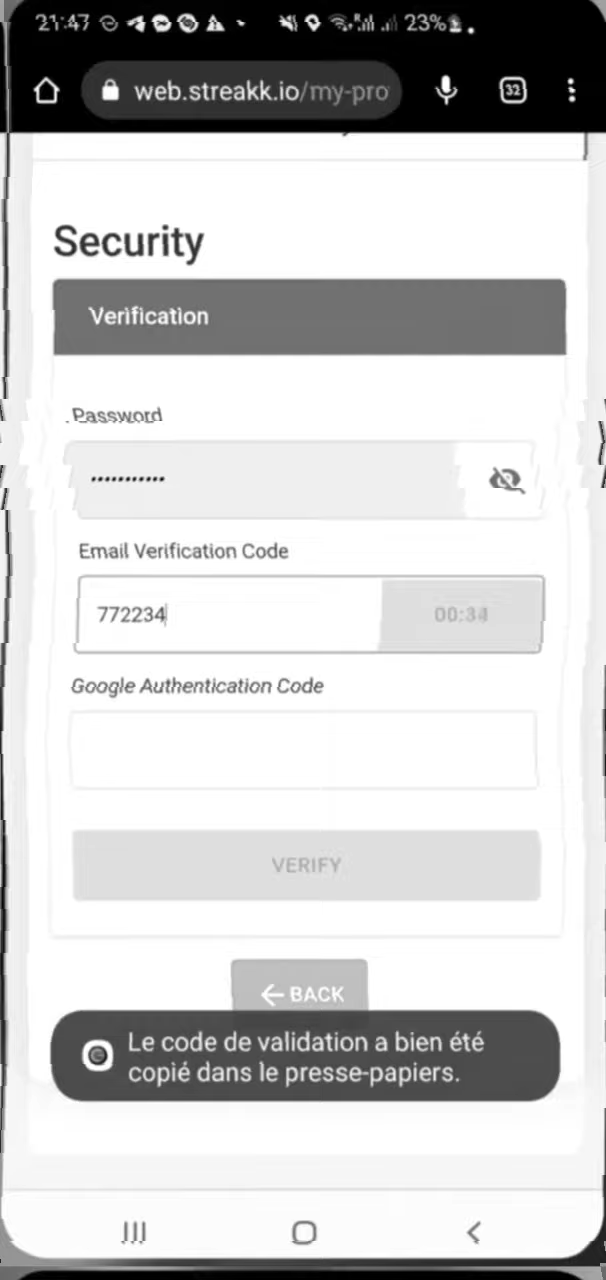 21:47 23%
web.streakk.io/my-pro
32
Security
Verification
Password
Email Verification Code
772234
00:34
Google Authentication Code
VERIFY
BACK
Le code de validation a bien été
copié dans le presse-papiers.